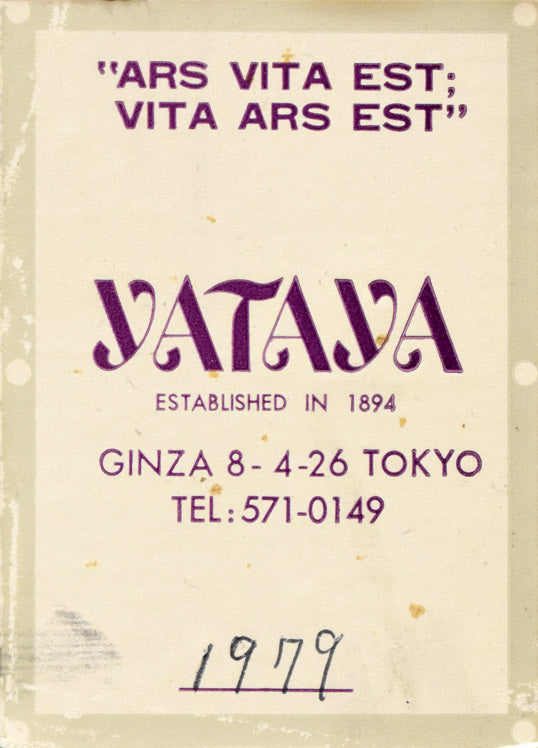 "ARS VITA EST;
VITA ARS EST"
YATAYA
ESTABLISHED IN 1894
GINZA 8-4-26 TOKYO
TEL:571-0149
1979